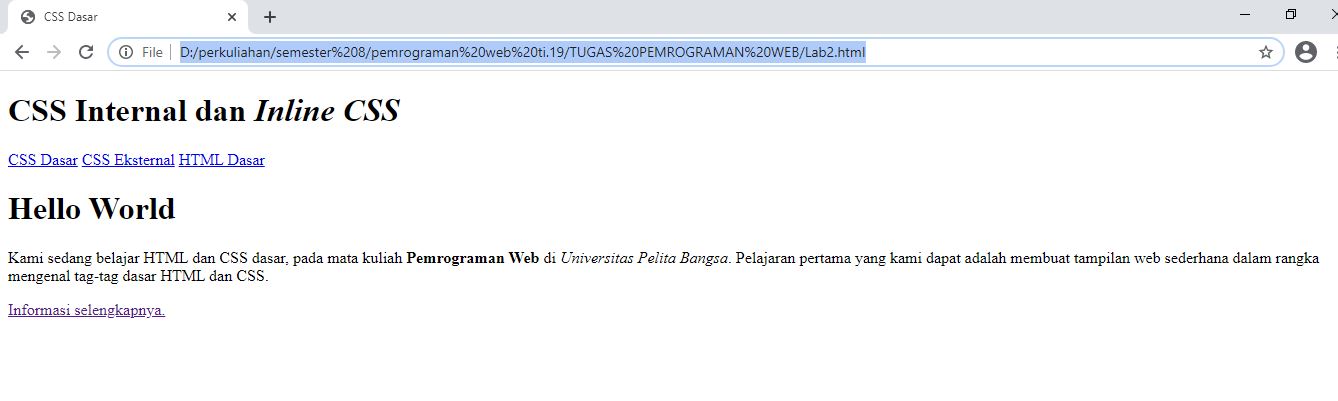 CSS Dasar
File
D:/perkuliahan/semester%208/pemrograman%20web%20ti.19/TUGAS%20PEMROGRAMAN%20WEB/Lab2.html
CSS Internal dan Inline CSS
CSS Dasar CSS Eksternal HTML Dasar
Hello World
Kami sedang belajar HTML dan CSS dasar, pada mata kuliah Pemrograman Web di Universitas Pelita Bangsa. Pelajaran pertama yang kami dapat adalah membuat tampilan web sederhana dalam rangka
mengenal tag-tag dasar HTML dan CSS.
Informasi selengkapnya.